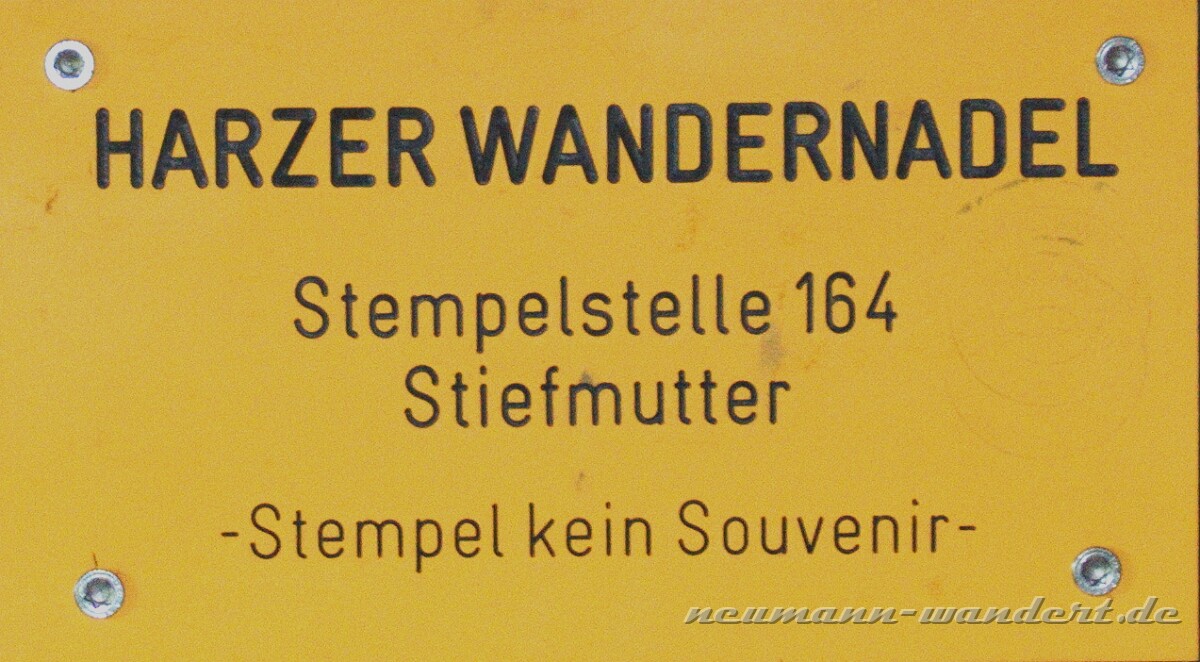 HARZER WANDERNADEL
Stempelstelle 164
Stiefmutter
-Stempel kein Souvenir-
neumann-wandert.de